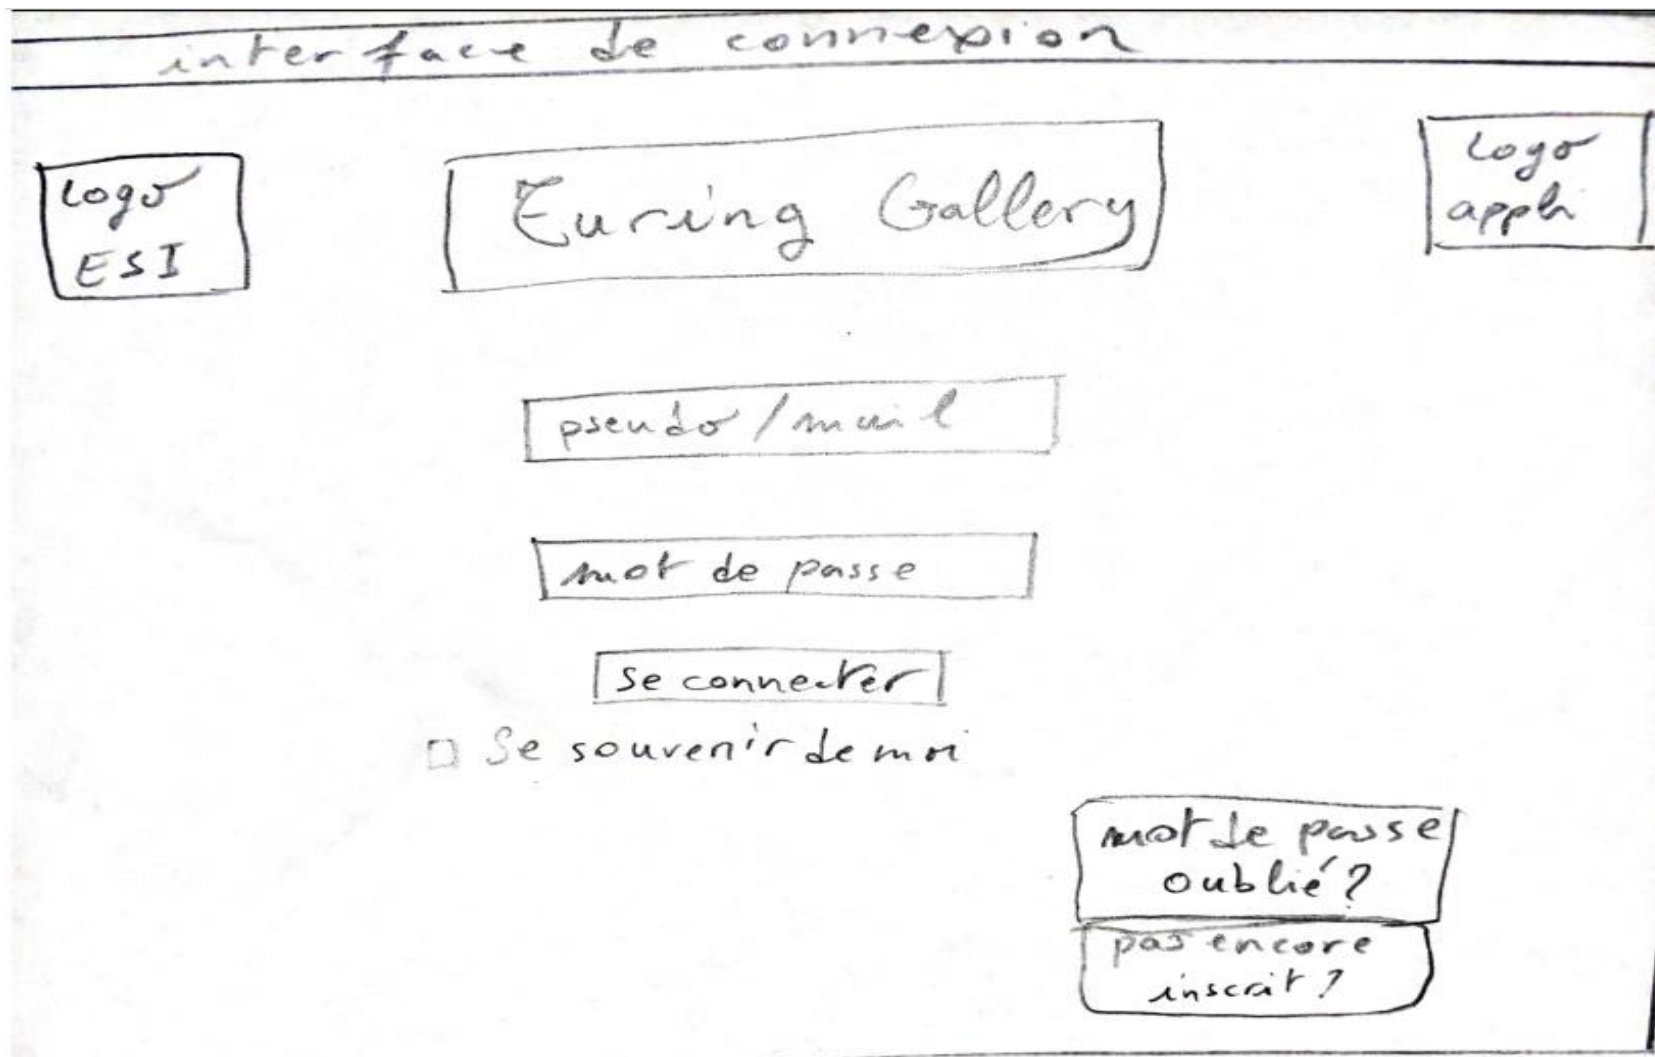 interface de connexion
Logo
ESI
Turing Gallery
Logo
appli
pseudo / mail
mot de passe
se connecter
Se souvenir de moi
mot de passe
oublié ?
pas encore
inscrit ?